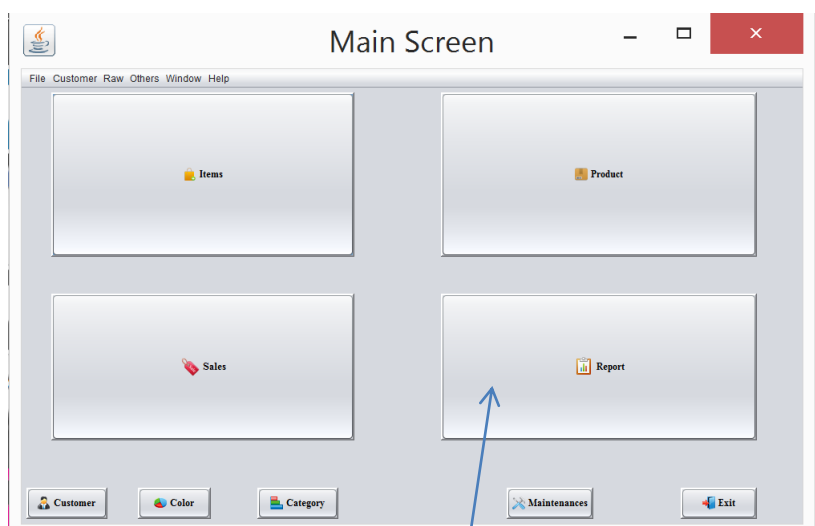 Main Screen
File Customer Raw Others Window Help
Items
Product
Sales
Report
Customer
Color
Category
Maintenances
Exit